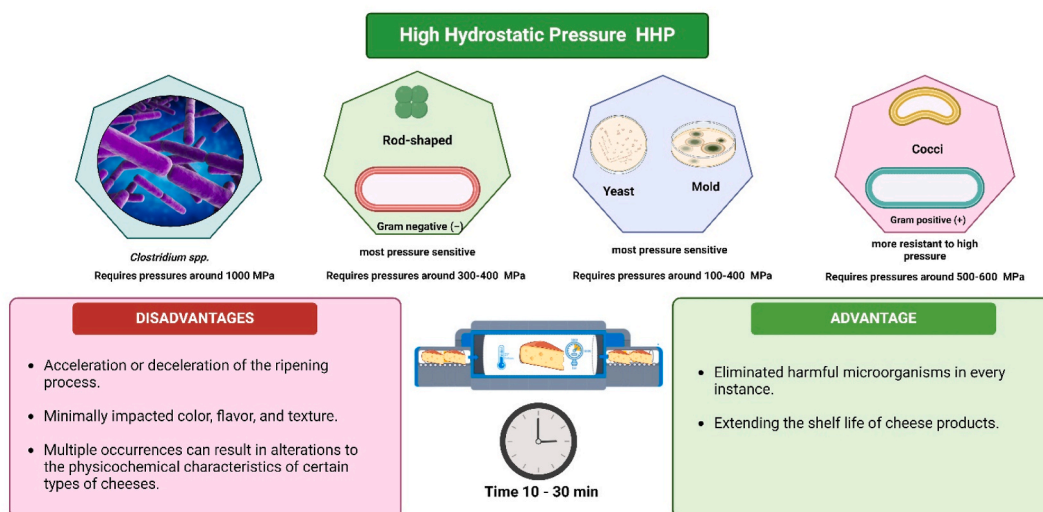 High Hydrostatic Pressure HHP
Rod-shaped
Gram negative (−)
Yeast
Mold
Cocci
Gram positive (+)
Clostridium spp.
Requires pressures around 1000 MPa
most pressure sensitive
Requires pressures around 300-400 MPa
most pressure sensitive
Requires pressures around 100-400 MPa
more resistant to high
pressure
Requires pressures around 500-600 MPa
DISADVANTAGES
• Acceleration or deceleration of the ripening
process.
• Minimally impacted color, flavor, and texture.
• Multiple occurrences can result in alterations to
the physicochemical characteristics of certain
types of cheeses.
Time 10 - 30 min
ADVANTAGE
• Eliminated harmful microorganisms in every
instance.
• Extending the shelf life of cheese products.